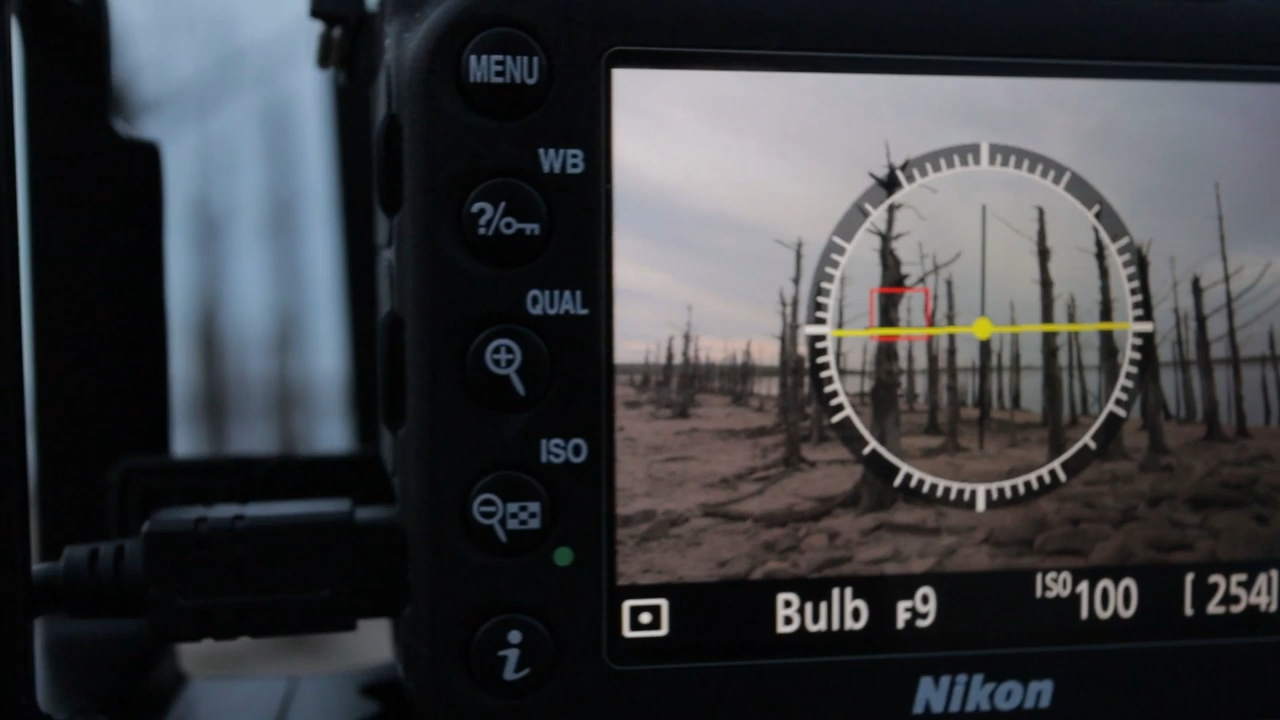 MENU
WB
?/
QUAL
ISO
i
Bulb F9 ISO100 [254]
Nikon